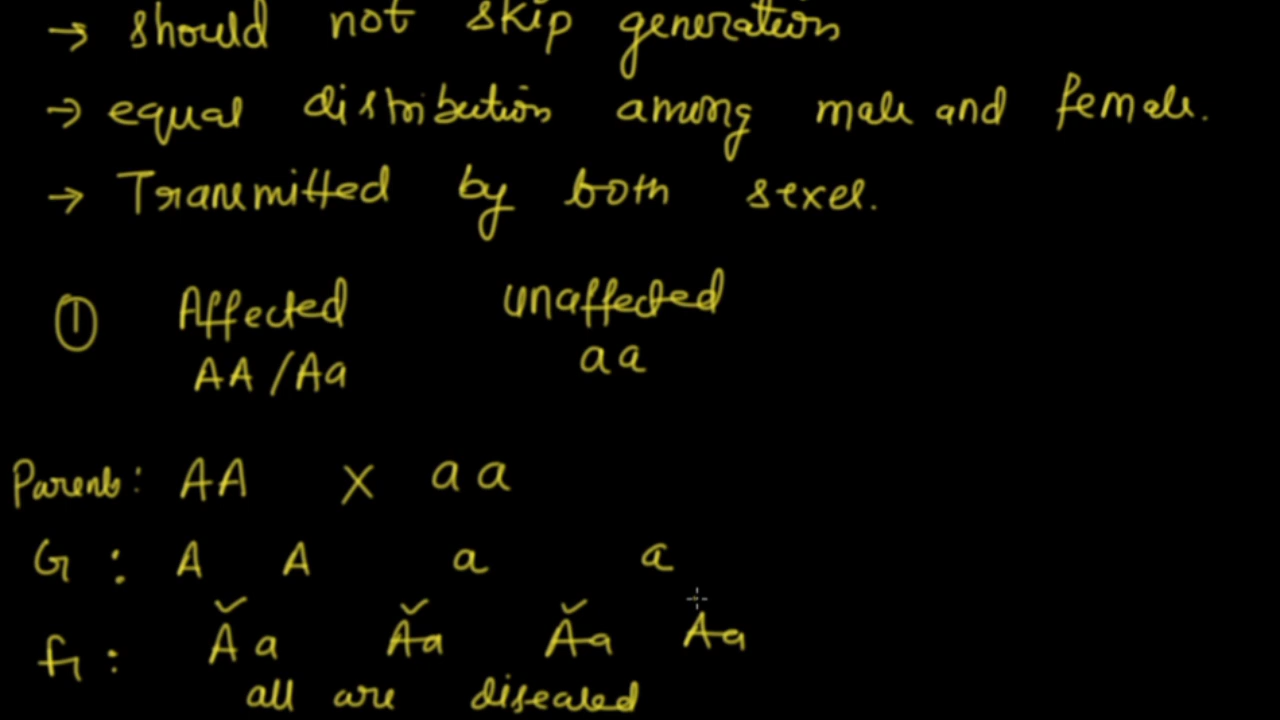 → should not skip generation
→ equal distribution among male and female.
→ Transmitted by both sexes.
① Affected unaffected
AA/Aa aa
Parents: AA X aa
G : A A a a
f1 : Aa Aa Aa Aa
all are diseased